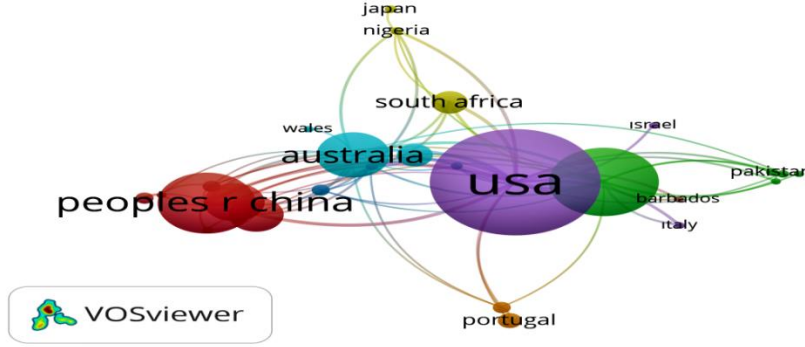 japan
nigeria
south africa
wales
israel
australia
pakistan
usa
barbados
peoples r china
italy
VOSviewer
portugal